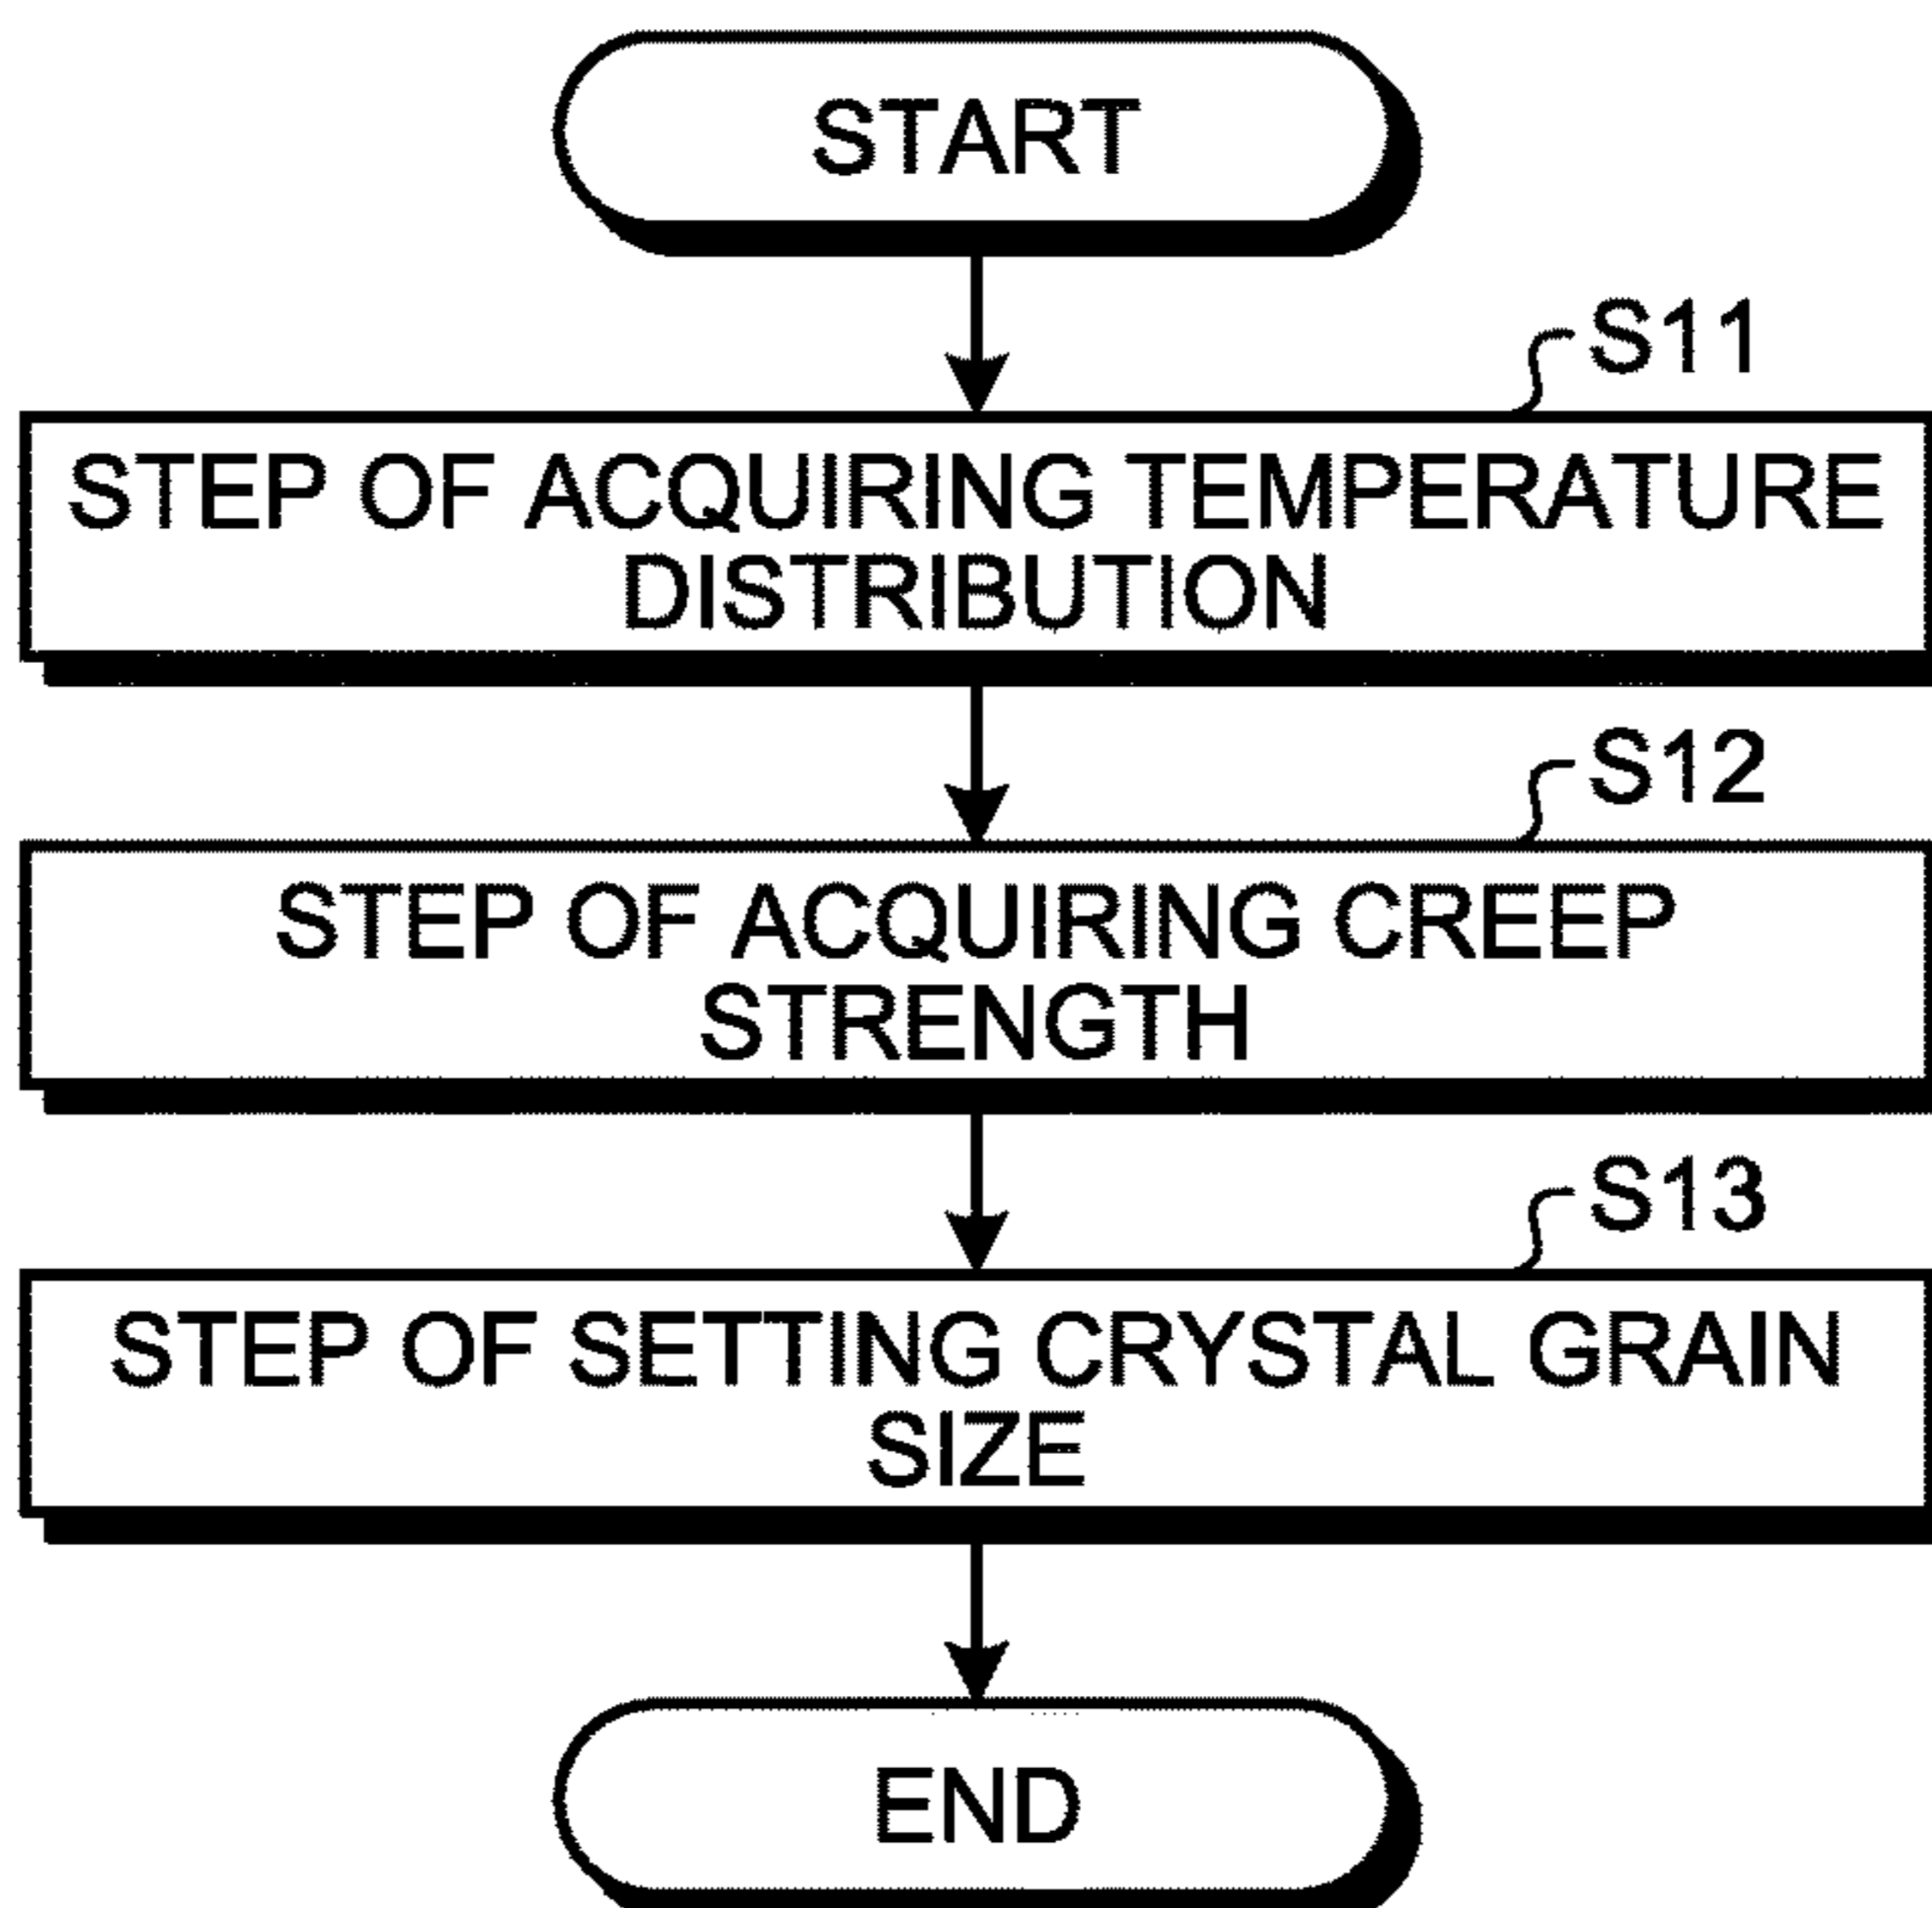 START
S11
STEP OF ACQUIRING TEMPERATURE
DISTRIBUTION
S12
STEP OF ACQUIRING CREEP
STRENGTH
S13
STEP OF SETTING CRYSTAL GRAIN
SIZE
END